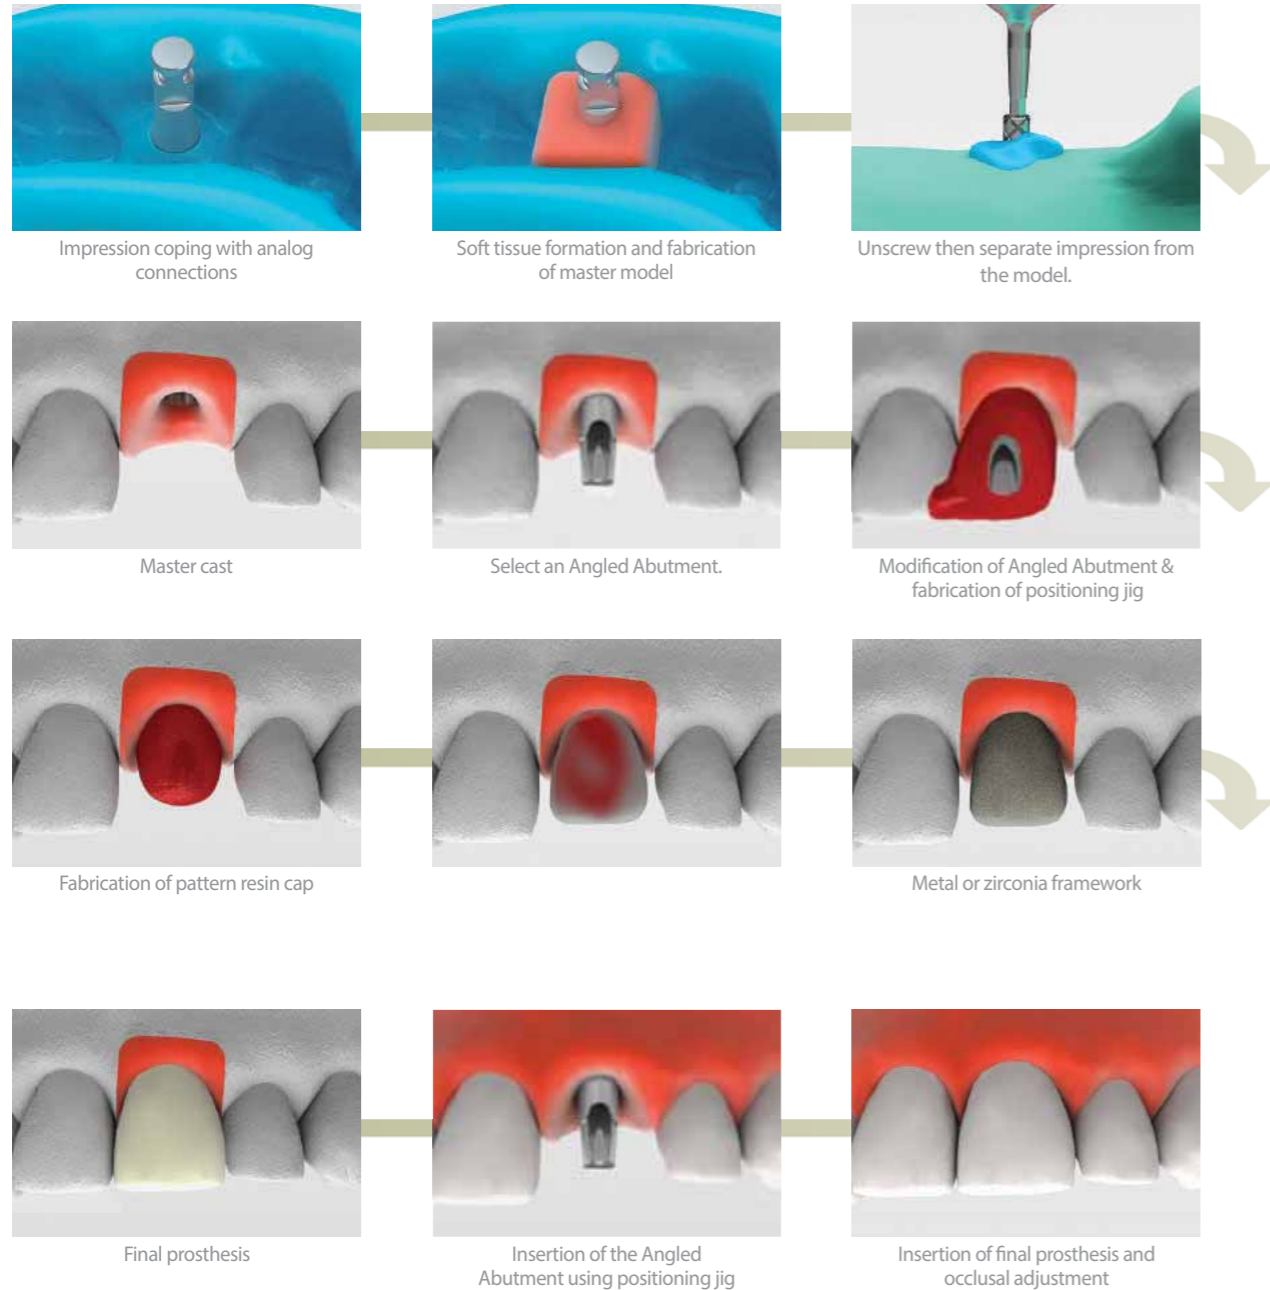 Impression coping with analog
connections
Soft tissue formation and fabrication
of master model
Unscrew then separate impression from
the model.
Master cast
Select an Angled Abutment.
Modification of Angled Abutment &
fabrication of positioning jig
Fabrication of pattern resin cap
Metal or zirconia framework
Final prosthesis
Insertion of the Angled
Abutment using positioning jig
Insertion of final prosthesis and
occlusal adjustment